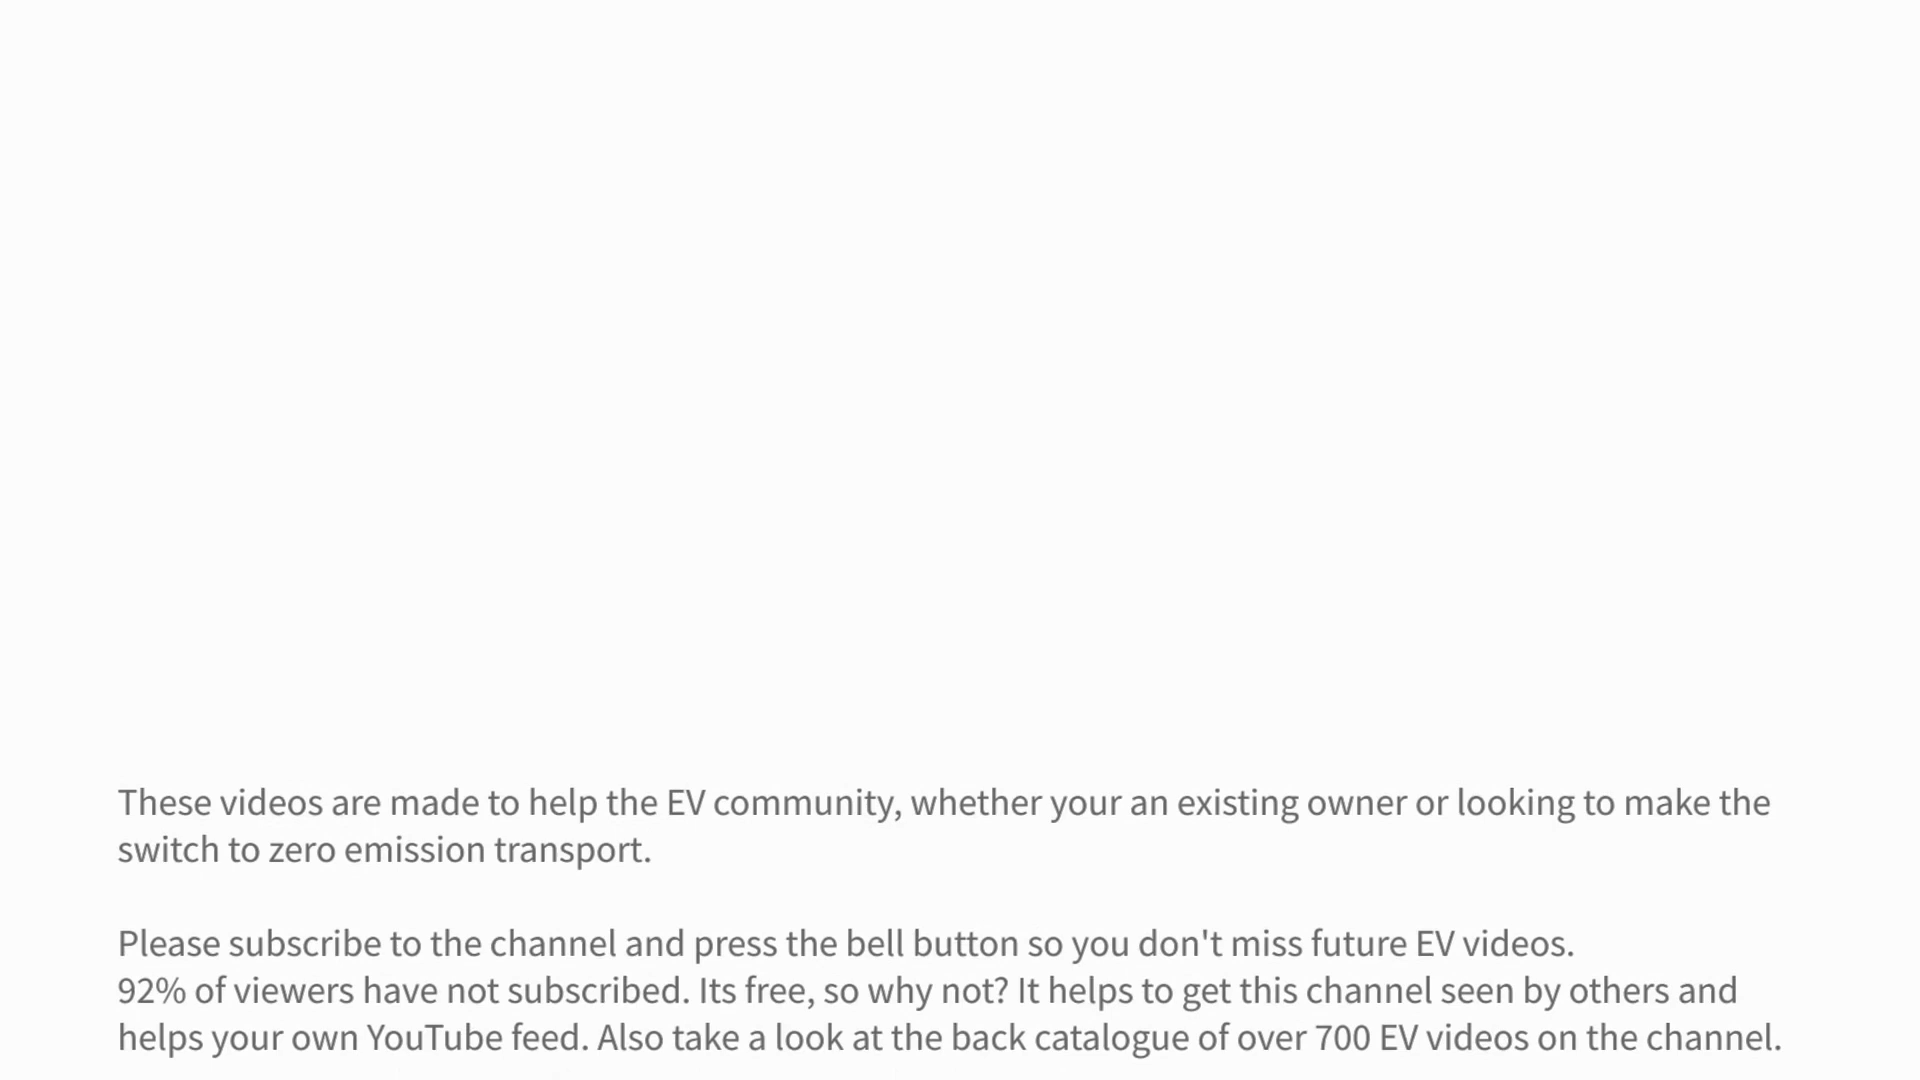 These videos are made to help the EV community, whether your an existing owner or looking to make the
switch to zero emission transport.
Please subscribe to the channel and press the bell button so you don't miss future EV videos.
92% of viewers have not subscribed. Its free, so why not? It helps to get this channel seen by others and
helps your own YouTube feed. Also take a look at the back catalogue of over 700 EV videos on the channel.